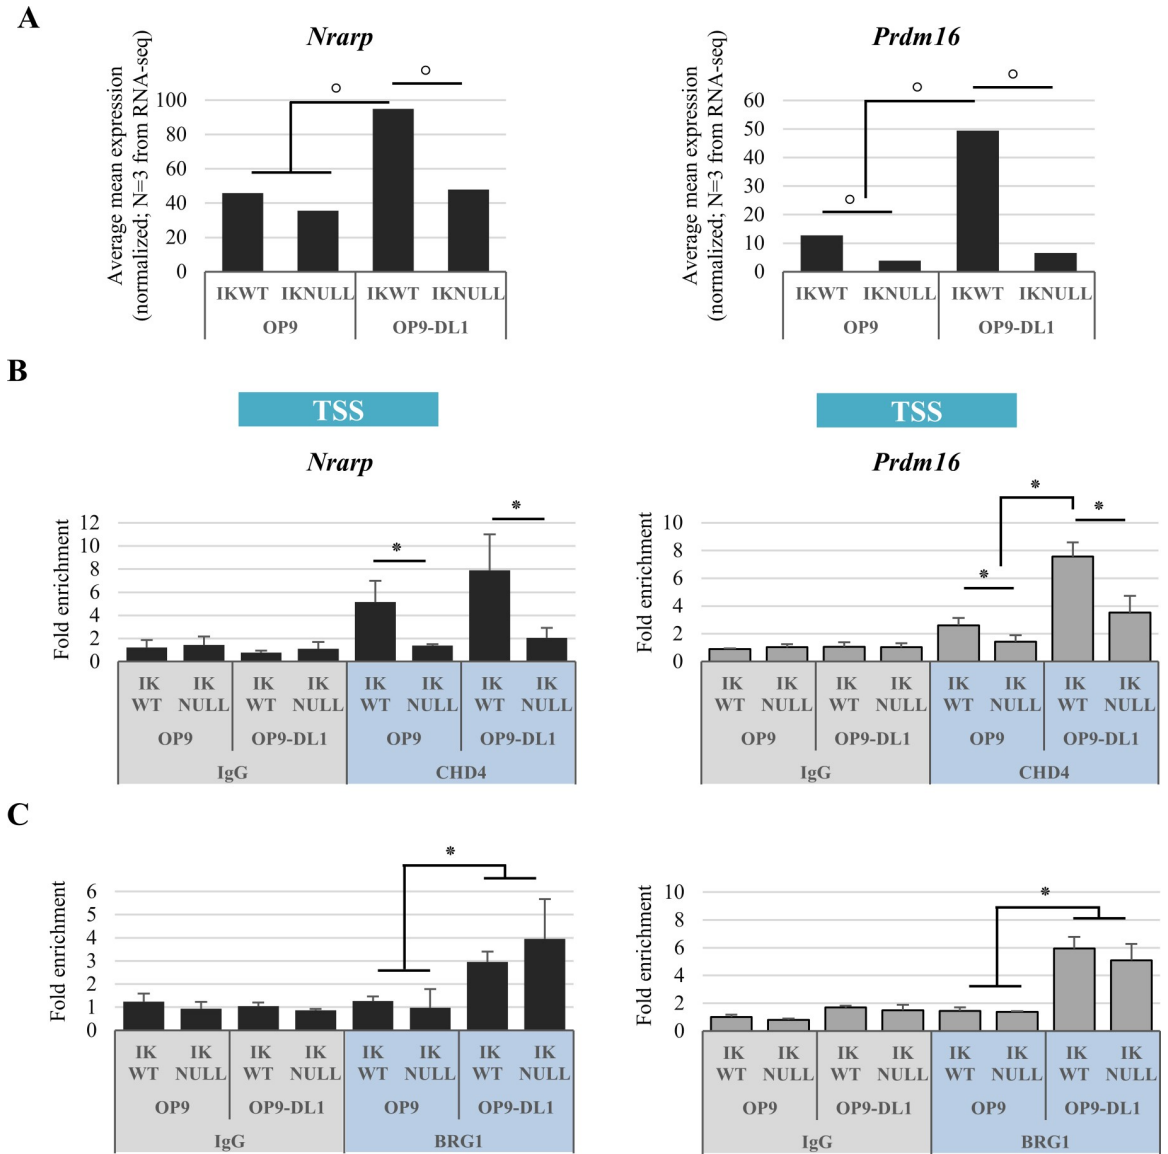 A
Nrarp
Prdm16
Average mean expression
(normalized; N=3 from RNA-seq)
100
80
60
40
20
0
IKWT IKNULL IKWT IKNULL
OP9 OP9-DL1
Average mean expression
(normalized; N=3 from RNA-seq)
60
50
40
30
20
10
0
IKWT IKNULL IKWT IKNULL
OP9 OP9-DL1
B
TSS
TSS
Nrarp
Prdm16
Fold enrichment
12
10
8
6
4
2
0
*
*
IK IK IK IK IK IK IK IK
WT NULL WT NULL WT NULL WT NULL
OP9 OP9-DL1 OP9 OP9-DL1
IgG CHD4
Fold enrichment
10
8
6
4
2
0
*
*
*
IK IK IK IK IK IK IK IK
WT NULL WT NULL WT NULL WT NULL
OP9 OP9-DL1 OP9 OP9-DL1
IgG CHD4
C
Fold enrichment
6
5
4
3
2
1
0
*
IK IK IK IK IK IK IK IK
WT NULL WT NULL WT NULL WT NULL
OP9 OP9-DL1 OP9 OP9-DL1
IgG BRG1
Fold enrichment
10
8
6
4
2
0
*
IK IK IK IK IK IK IK IK
WT NULL WT NULL WT NULL WT NULL
OP9 OP9-DL1 OP9 OP9-DL1
IgG BRG1